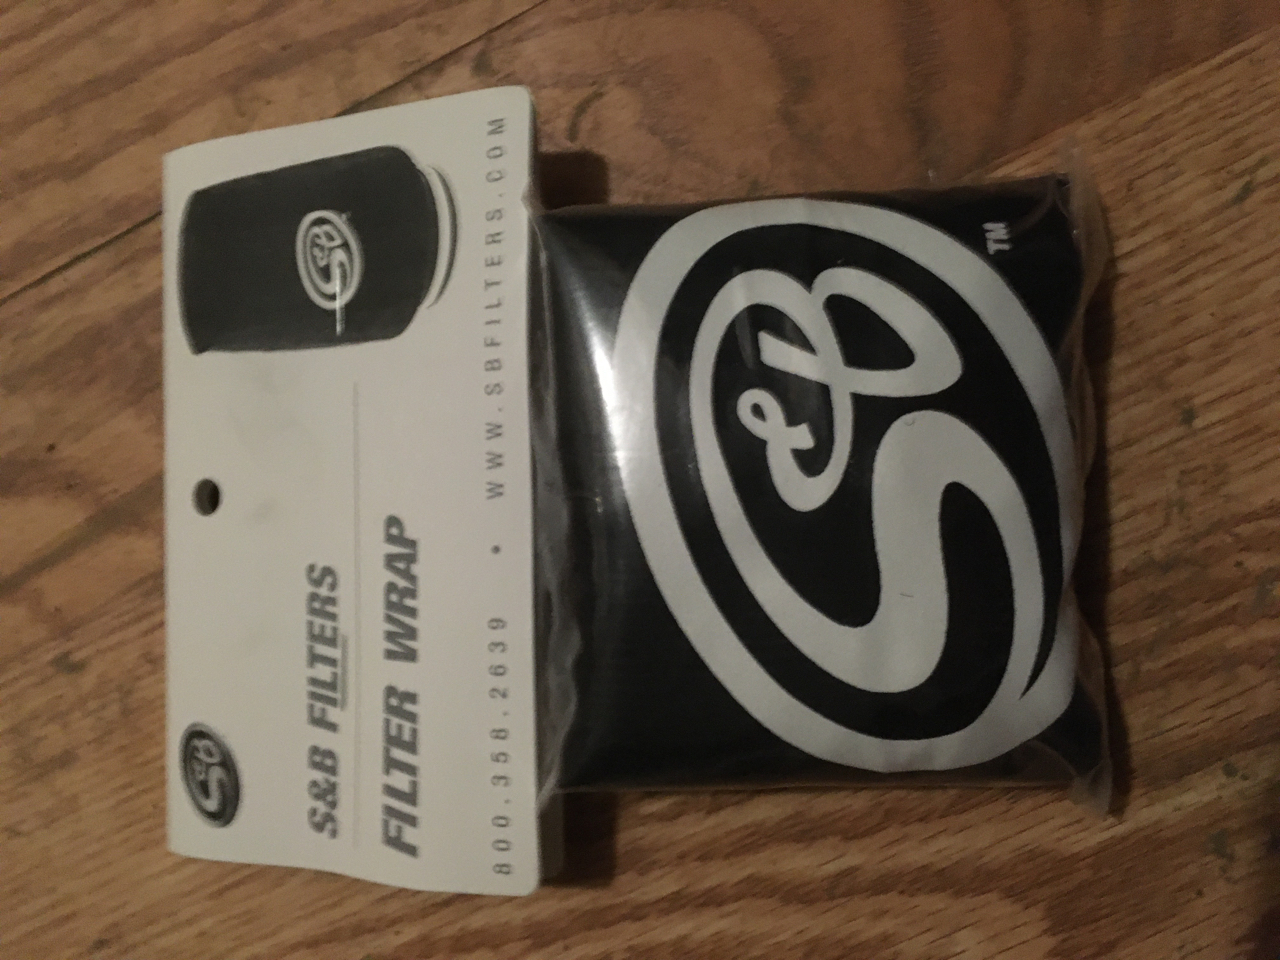 S&B
S&B FILTERS
FILTER WRAP
800.358.2639 • WWW.SBFILTERS.COM
S&B
S&B
TM